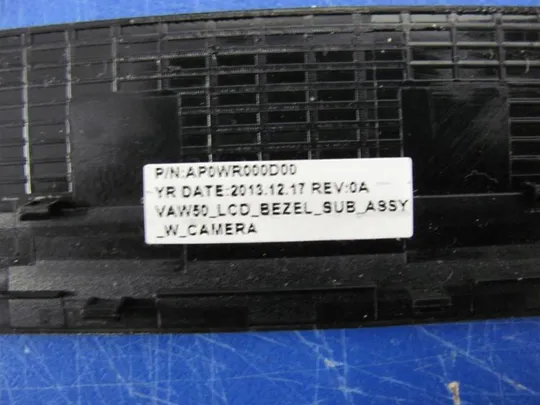 P/N:AP0WR000D00
YR DATE:2013.12.17 REV:0A
VAW50_LCD_BEZEL_SUB_ASSY
_W_CAMERA